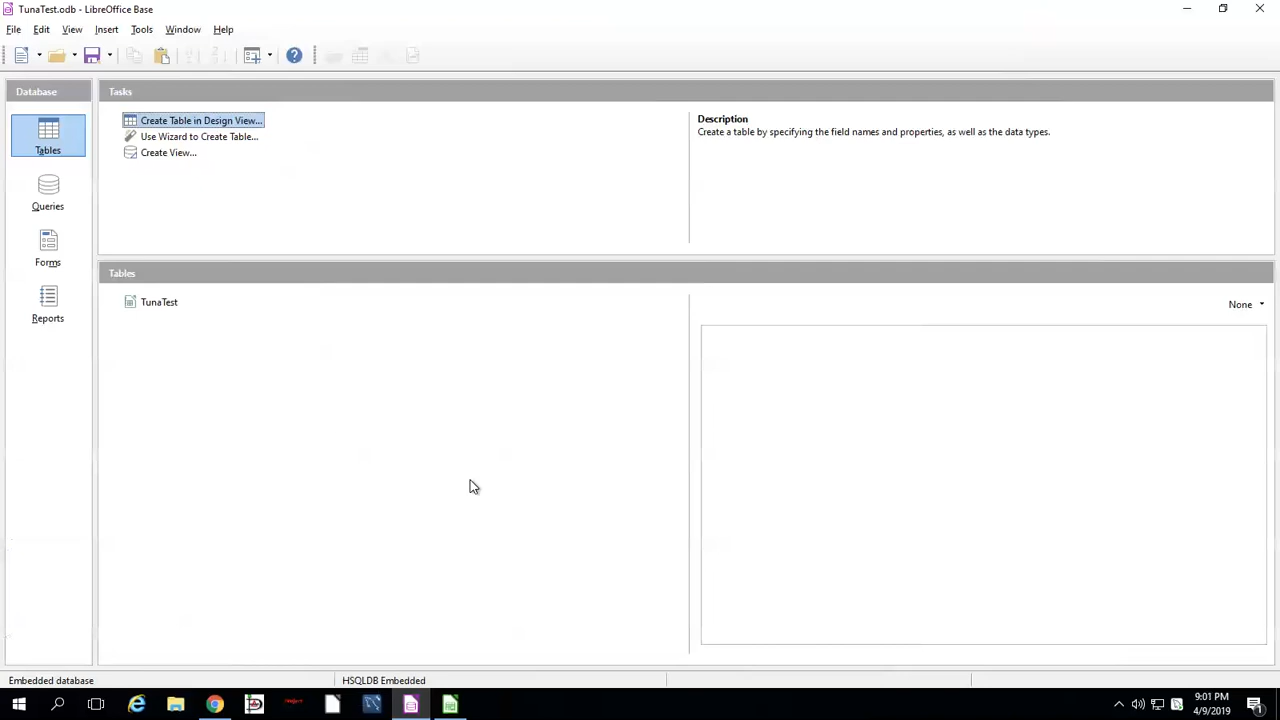 TunaTest.odb - LibreOffice Base
File Edit View Insert Tools Window Help
Database
Tables
Queries
Forms
Reports
Tasks
Create Table in Design View...
Use Wizard to Create Table...
Create View...
Description
Create a table by specifying the field names and properties, as well as the data types.
Tables
TunaTest
None
Embedded database
HSQLDB Embedded
9:01 PM
4/9/2019